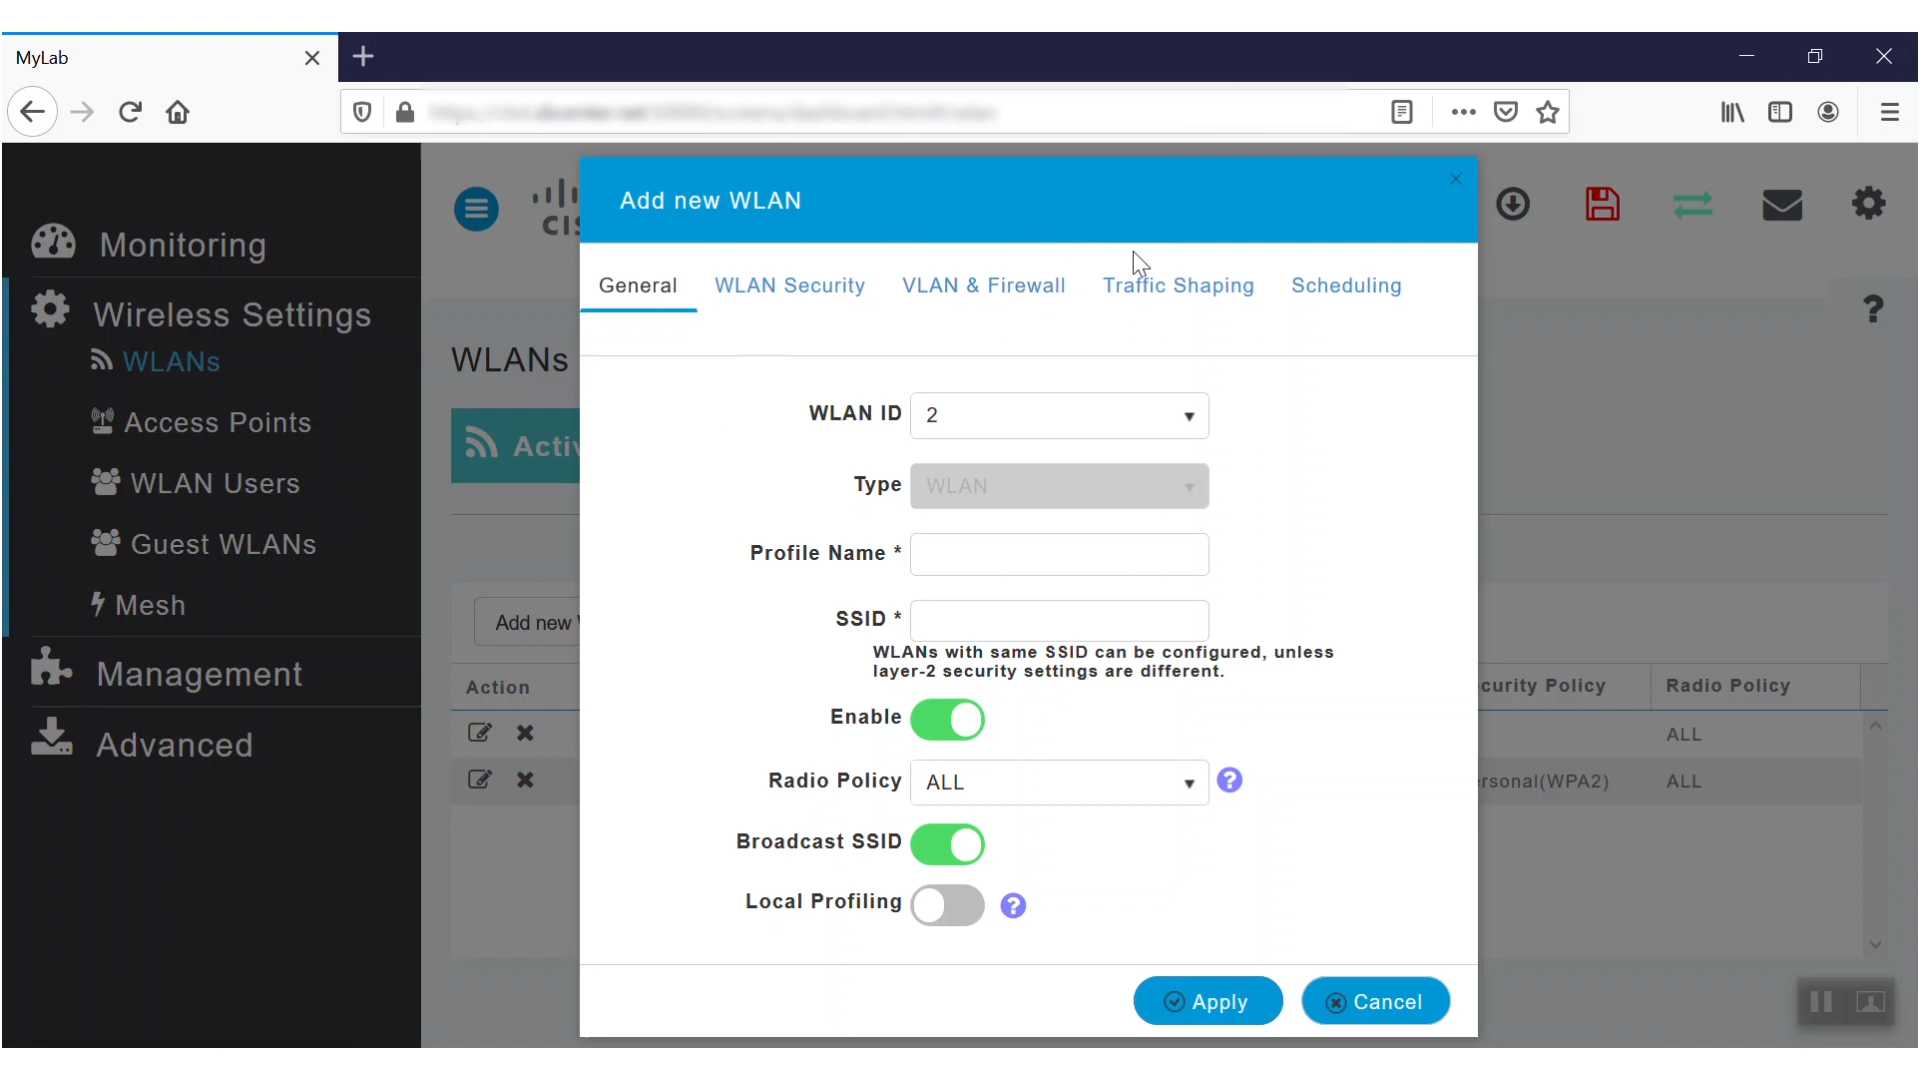 MyLab
Monitoring
Wireless Settings
WLANs
Access Points
WLAN Users
Guest WLANs
Mesh
Management
Advanced
WLANs
Add new
Action
Add new WLAN
General WLAN Security VLAN & Firewall Traffic Shaping Scheduling
WLAN ID 2
Type WLAN
Profile Name *
SSID *
WLANs with same SSID can be configured, unless
layer-2 security settings are different.
Enable
Radio Policy ALL ?
Broadcast SSID
Local Profiling ?
Apply Cancel
?
curity Policy Radio Policy
ALL
rsonal(WPA2) ALL